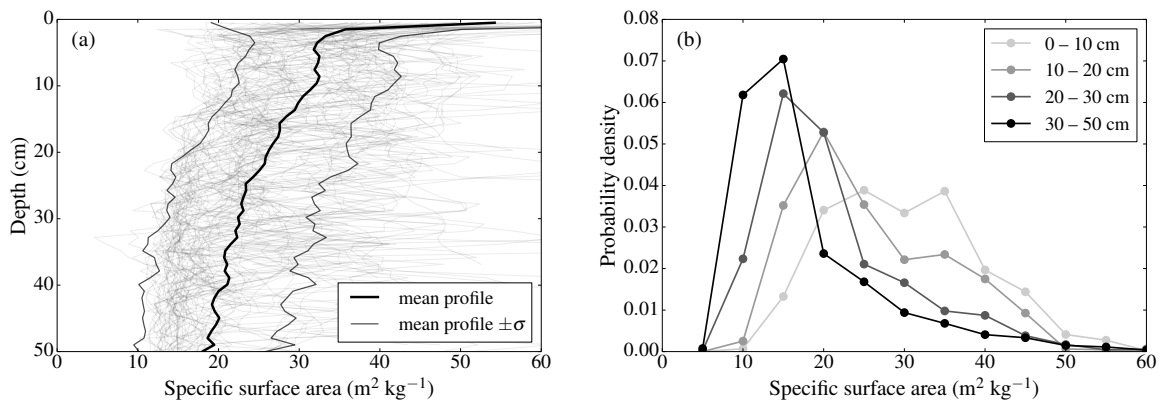 (a)
0
10
20
30
40
50
Depth (cm)
0 10 20 30 40 50 60
Specific surface area (m² kg⁻¹)
mean profile
mean profile ±σ
(b)
0.08
0.07
0.06
0.05
0.04
0.03
0.02
0.01
0.00
Probability density
0 10 20 30 40 50 60
Specific surface area (m² kg⁻¹)
0 – 10 cm
10 – 20 cm
20 – 30 cm
30 – 50 cm